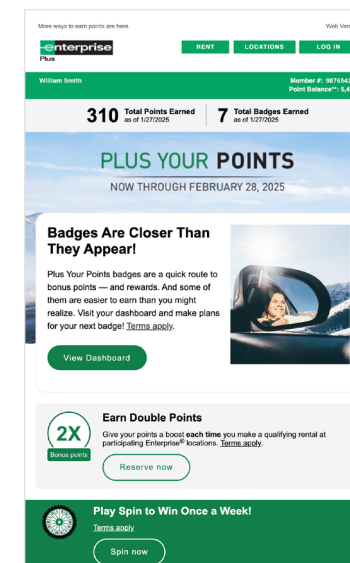 More ways to earn points are here.
Web Ver
enterprise
Plus
RENT
LOCATIONS
LOG IN
William Smith
Member #: 9876543
Point Balance**: 5,4
310 Total Points Earned
as of 1/27/2025
7 Total Badges Earned
as of 1/27/2025
PLUS YOUR POINTS
NOW THROUGH FEBRUARY 28, 2025
Badges Are Closer Than
They Appear!
Plus Your Points badges are a quick route to
bonus points — and rewards. And some of
them are easier to earn than you might
realize. Visit your dashboard and make plans
for your next badge! Terms apply.
View Dashboard
2X
Bonus points
Earn Double Points
Give your points a boost each time you make a qualifying rental at
participating Enterprise® locations. Terms apply.
Reserve now
Play Spin to Win Once a Week!
Terms apply
Spin now